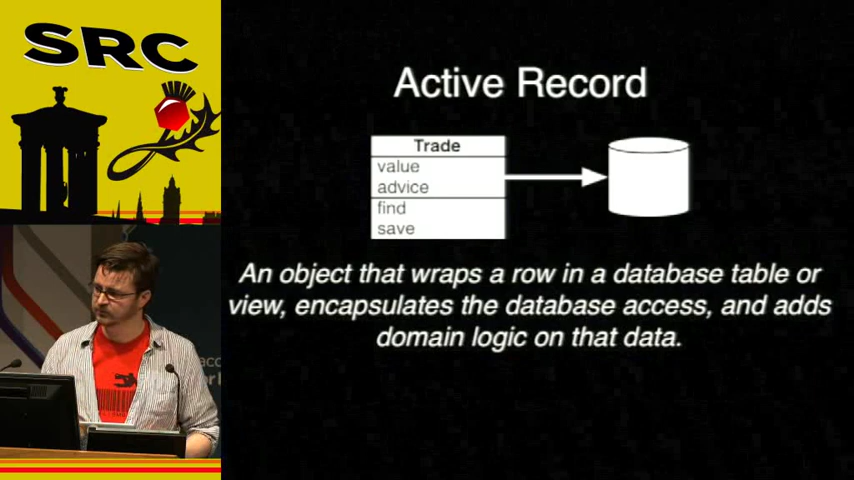 SRC
Active Record
Trade
value
advice
find
save
An object that wraps a row in a database table or
view, encapsulates the database access, and adds
domain logic on that data.